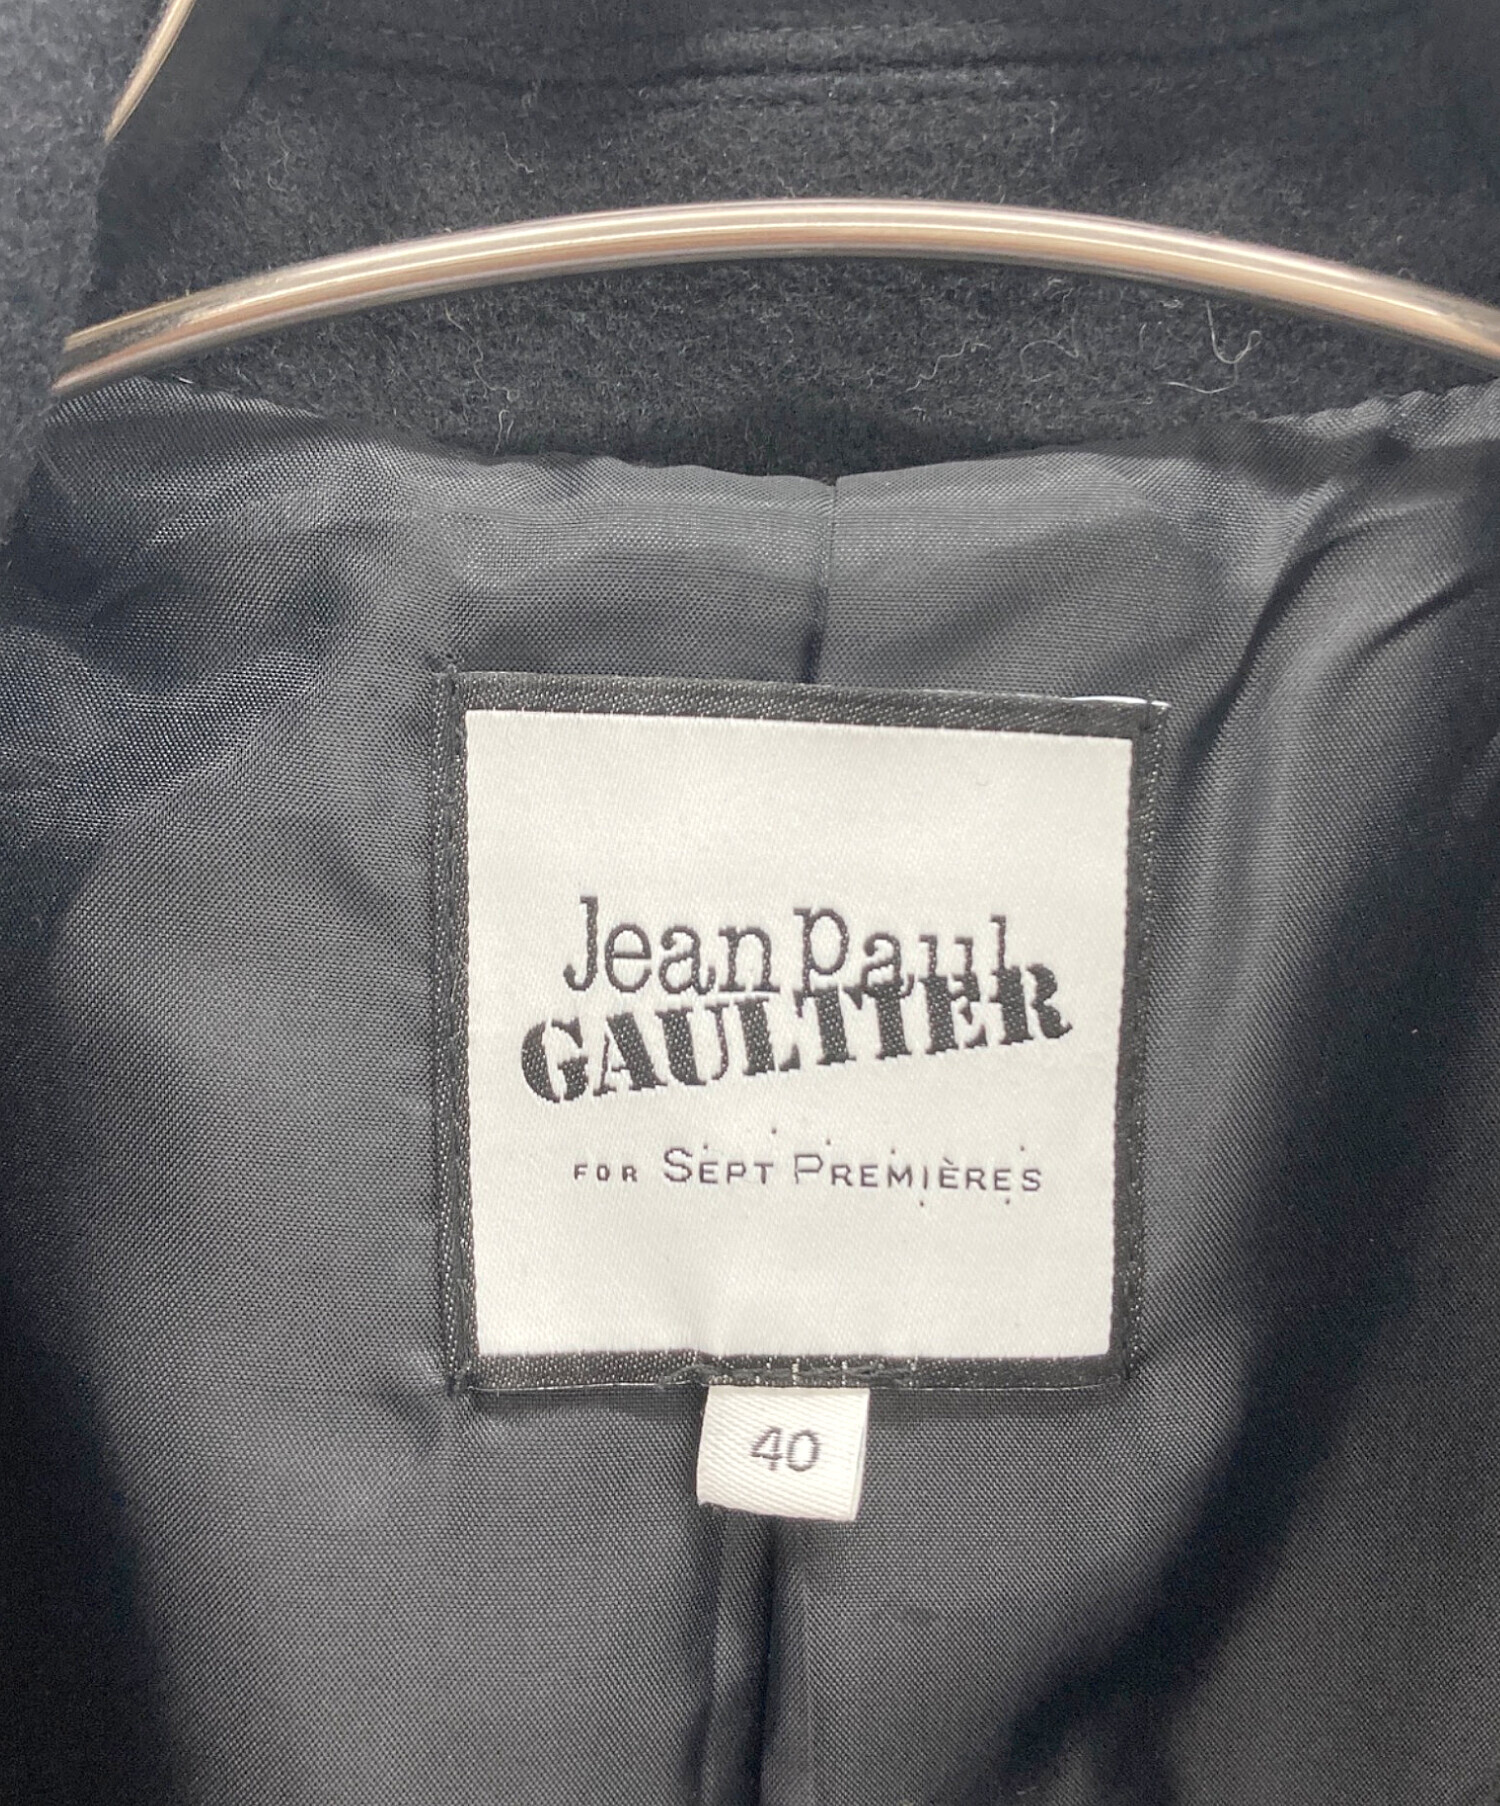 Jean Paul
GAULTIER
FOR SEPT PREMIÈRES
40